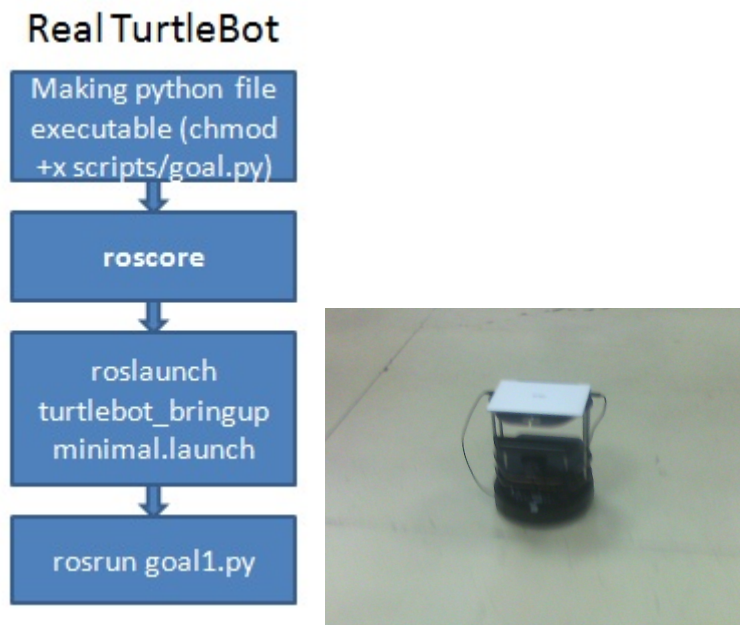 Real TurtleBot
Making python file
executable (chmod
+x scripts/goal.py)
roscore
roslaunch
turtlebot_bringup
minimal.launch
rosrun goal1.py